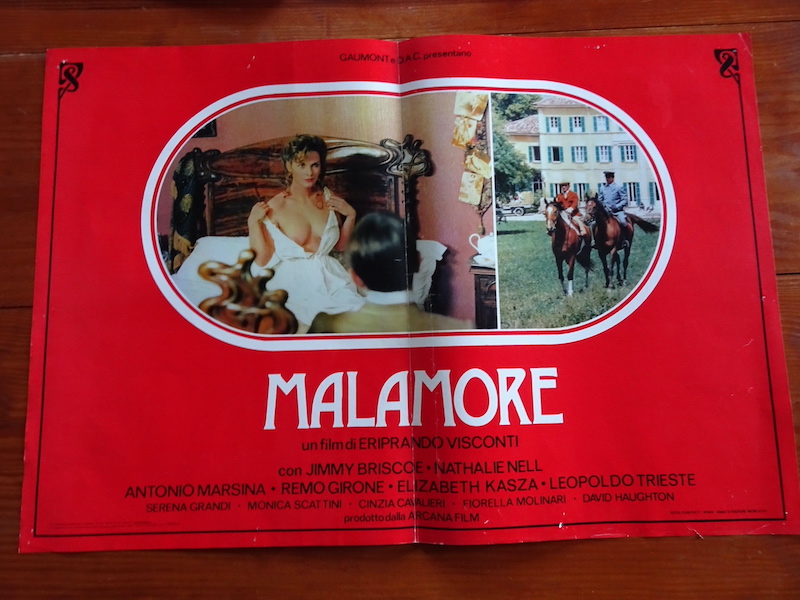 GAUMONT e D.A.C. presentano
MALAMORE
un film di ERIPRANDO VISCONTI
con JIMMY BRISCOE • NATHALIE NELL
ANTONIO MARSINA • REMO GIRONE • ELIZABETH KASZA • LEOPOLDO TRIESTE
SERENA GRANDI • MONICA SCATTINI • CINZIA CAVALIERI • FIORELLA MOLINARI • DAVID HAUGHTON
prodotto dalla ARCANA FILM